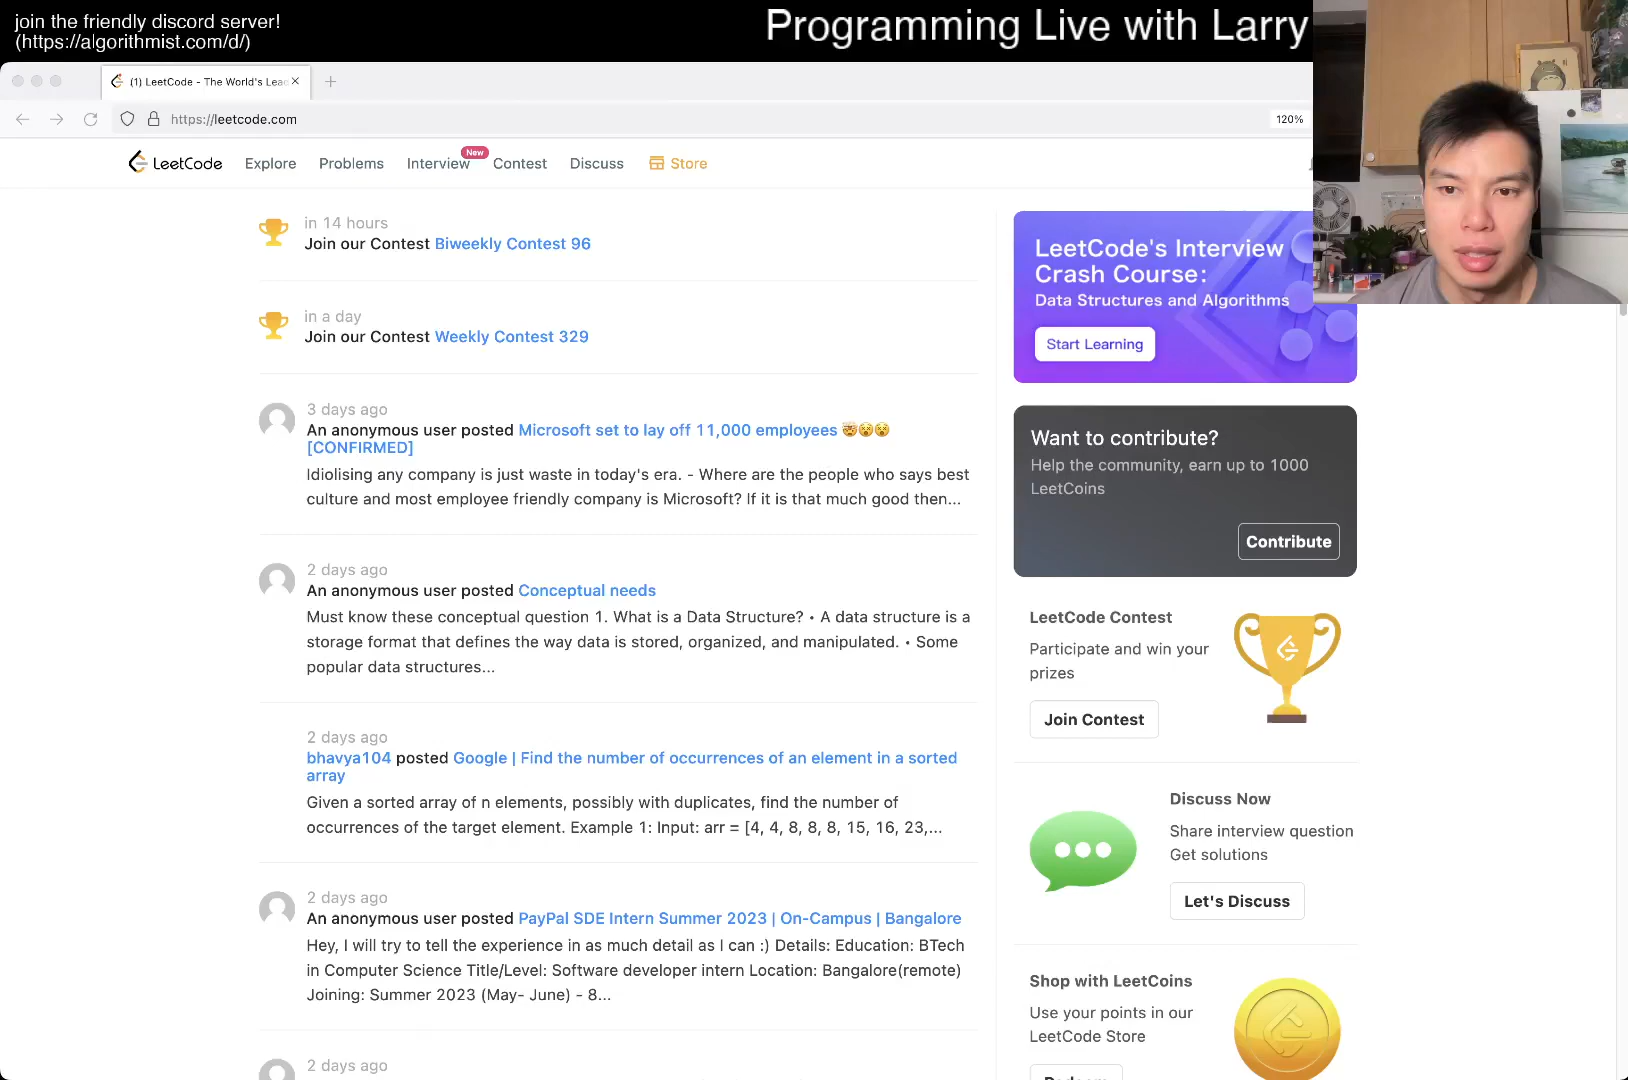 join the friendly discord server!
(https://algorithmist.com/d/)
Programming Live with Larry
(1) LeetCode - The World's Lea
https://leetcode.com
120%
LeetCode
Explore
Problems
Interview
New
Contest
Discuss
Store
in 14 hours
Join our Contest Biweekly Contest 96
in a day
Join our Contest Weekly Contest 329
3 days ago
An anonymous user posted Microsoft set to lay off 11,000 employees 🤯😵😵
[CONFIRMED]
Idiolising any company is just waste in today's era. - Where are the people who says best
culture and most employee friendly company is Microsoft? If it is that much good then...
2 days ago
An anonymous user posted Conceptual needs
Must know these conceptual question 1. What is a Data Structure? • A data structure is a
storage format that defines the way data is stored, organized, and manipulated. • Some
popular data structures...
2 days ago
bhavya104 posted Google | Find the number of occurrences of an element in a sorted
array
Given a sorted array of n elements, possibly with duplicates, find the number of
occurrences of the target element. Example 1: Input: arr = [4, 4, 8, 8, 8, 15, 16, 23,...
2 days ago
An anonymous user posted PayPal SDE Intern Summer 2023 | On-Campus | Bangalore
Hey, I will try to tell the experience in as much detail as I can :) Details: Education: BTech
in Computer Science Title/Level: Software developer intern Location: Bangalore(remote)
Joining: Summer 2023 (May- June) - 8...
2 days ago
LeetCode's Interview
Crash Course:
Data Structures and Algorithms
Start Learning
Want to contribute?
Help the community, earn up to 1000
LeetCoins
Contribute
LeetCode Contest
Participate and win your
prizes
Join Contest
Discuss Now
Share interview question
Get solutions
Let's Discuss
Shop with LeetCoins
Use your points in our
LeetCode Store